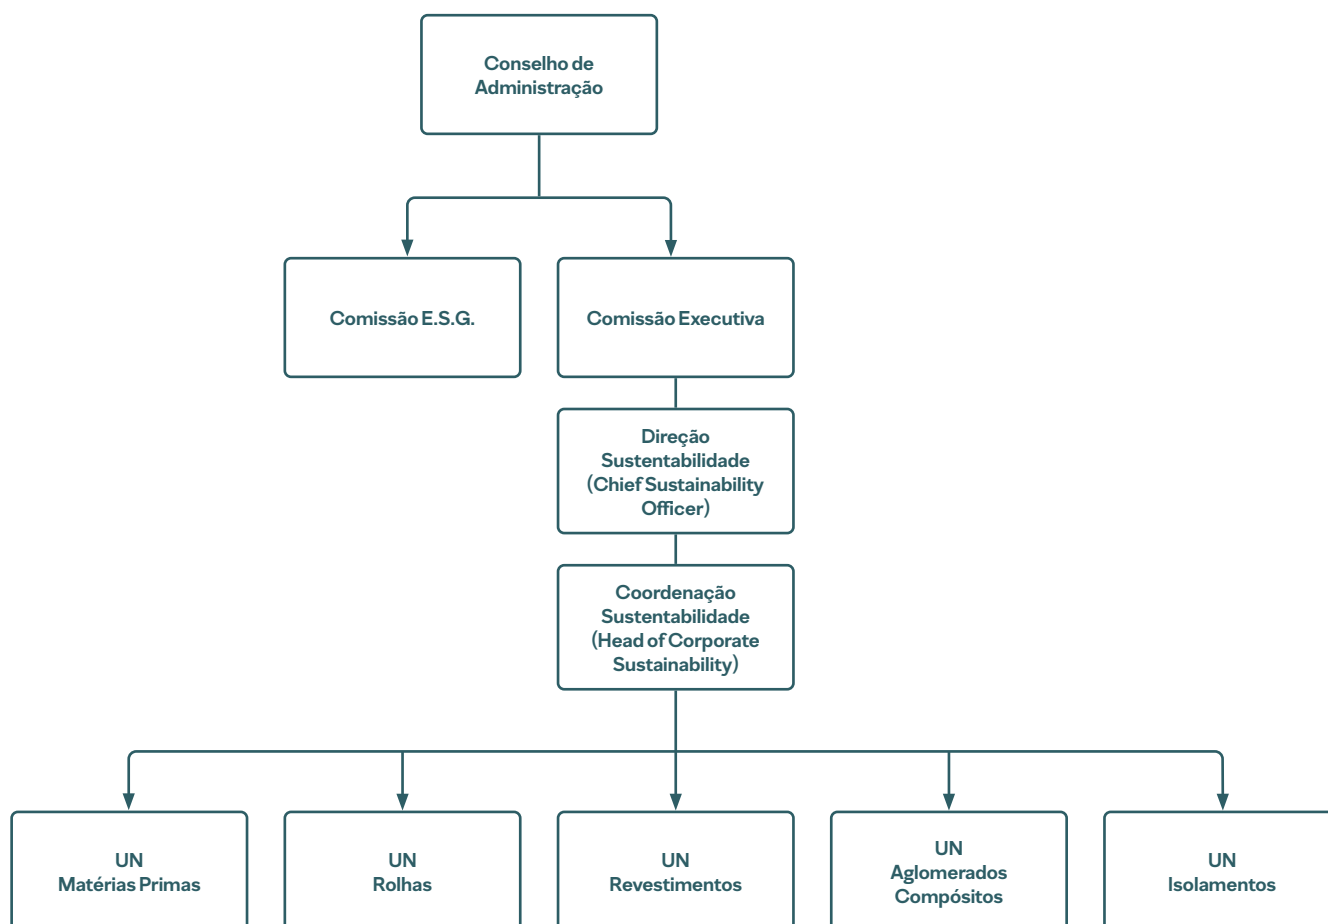 Conselho de
Administração
Comissão E.S.G.
Comissão Executiva
Direção
Sustentabilidade
(Chief Sustainability
Officer)
Coordenação
Sustentabilidade
(Head of Corporate
Sustainability)
UN
Matérias Primas
UN
Rolhas
UN
Revestimentos
UN
Aglomerados
Compósitos
UN
Isolamentos